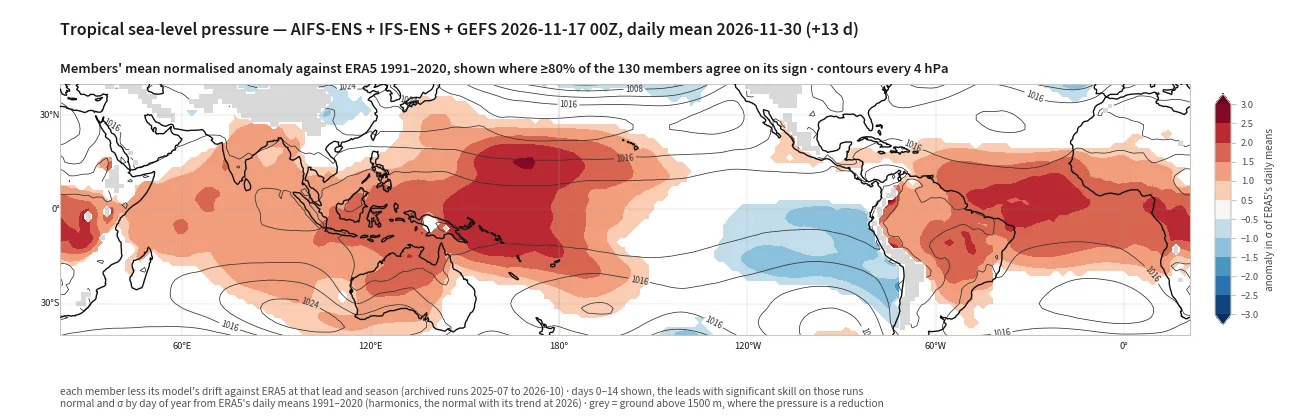 Tropical sea-level pressure — AIFS-ENS + IFS-ENS + GEFS 2026-11-17 00Z, daily mean 2026-11-30 (+13 d)
Members' mean normalised anomaly against ERA5 1991–2020, shown where ≥80% of the 130 members agree on its sign · contours every 4 hPa
1024
1008
1016
1016
1016
1016
1016
1016
1024
1016
1016
1016
1016
1016
30°N
0°
30°S
60°E
120°E
180°
120°W
60°W
0°
3.0
2.5
2.0
1.5
1.0
0.5
−0.5
−1.0
−1.5
−2.0
−2.5
−3.0
anomaly in σ of ERA5's daily means
each member less its model's drift against ERA5 at that lead and season (archived runs 2025-07 to 2026-10) · days 0–14 shown, the leads with significant skill on those runs
normal and σ by day of year from ERA5's daily means 1991–2020 (harmonics, the normal with its trend at 2026) · grey = ground above 1500 m, where the pressure is a reduction